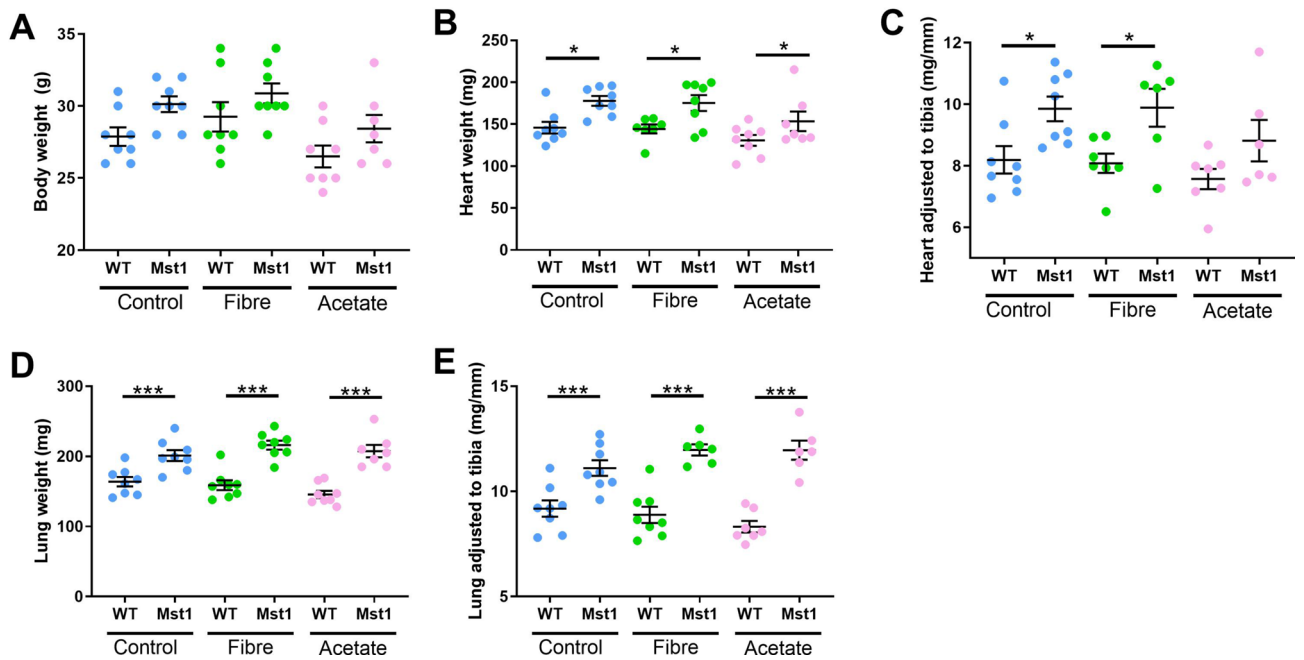 A
Body weight (g)
35
30
25
20
WT Mst1 WT Mst1 WT Mst1
Control Fibre Acetate
B
Heart weight (mg)
250
200
150
100
50
0
* * *
WT Mst1 WT Mst1 WT Mst1
Control Fibre Acetate
C
Heart adjusted to tibia (mg/mm)
12
10
8
6
* *
WT Mst1 WT Mst1 WT Mst1
Control Fibre Acetate
D
Lung weight (mg)
300
200
100
0
*** *** ***
WT Mst1 WT Mst1 WT Mst1
Control Fibre Acetate
E
Lung adjusted to tibia (mg/mm)
15
10
5
*** *** ***
WT Mst1 WT Mst1 WT Mst1
Control Fibre Acetate